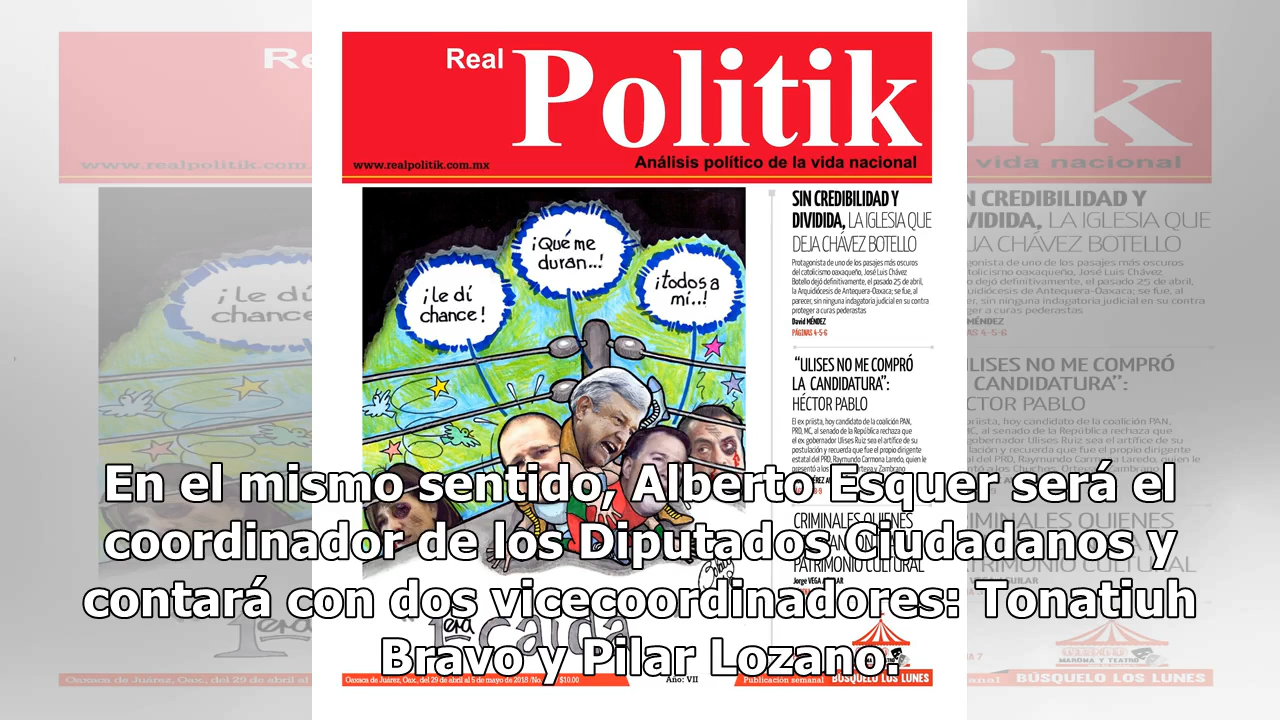 Real
Politik
www.realpolitik.com.mx
Análisis político de la vida nacional
¡Qué me
duran..!
¡le dí
chance!
¡todos a
mí..!
SIN CREDIBILIDAD Y
DIVIDIDA, LA IGLESIA QUE
DEJA CHÁVEZ BOTELLO
Protagonista de uno de los pasajes más oscuros
del catolicismo oaxaqueño, José Luis Chávez
Botello dejó definitivamente, el pasado 25 de abril,
la Arquidiócesis de Antequera-Oaxaca; se fue, al
parecer, sin ninguna indagatoria judicial en su contra
proteger a curas pederastas
David MÉNDEZ
PÁGINAS 4-5-6
“ULISES NO ME COMPRÓ
LA CANDIDATURA”:
HÉCTOR PABLO
El ex priista, hoy candidato de la coalición PAN,
PRD, MC, al senado de la República rechaza que
el ex gobernador Ulises Ruiz sea el artífice de su
postulación y recuerda que fue el propio dirigente
estatal del PRD, Raymundo Carmona Laredo, quien le
CRIMINALES QUIENES
PATRIMONIO CULTURAL
Jorge VEGA
En el mismo sentido, Alberto Esquer será el
coordinador de los Diputados Ciudadanos y
contará con dos vicecoordinadores: Tonatiuh
Bravo y Pilar Lozano.
1era caída
MAROMA Y TEATRO
Oaxaca de Juárez, Oax., del 29 de abril al 5 de mayo de 2018 /No. $10.00
Año: VII
Publicación semanal
BÚSQUELO LOS LUNES